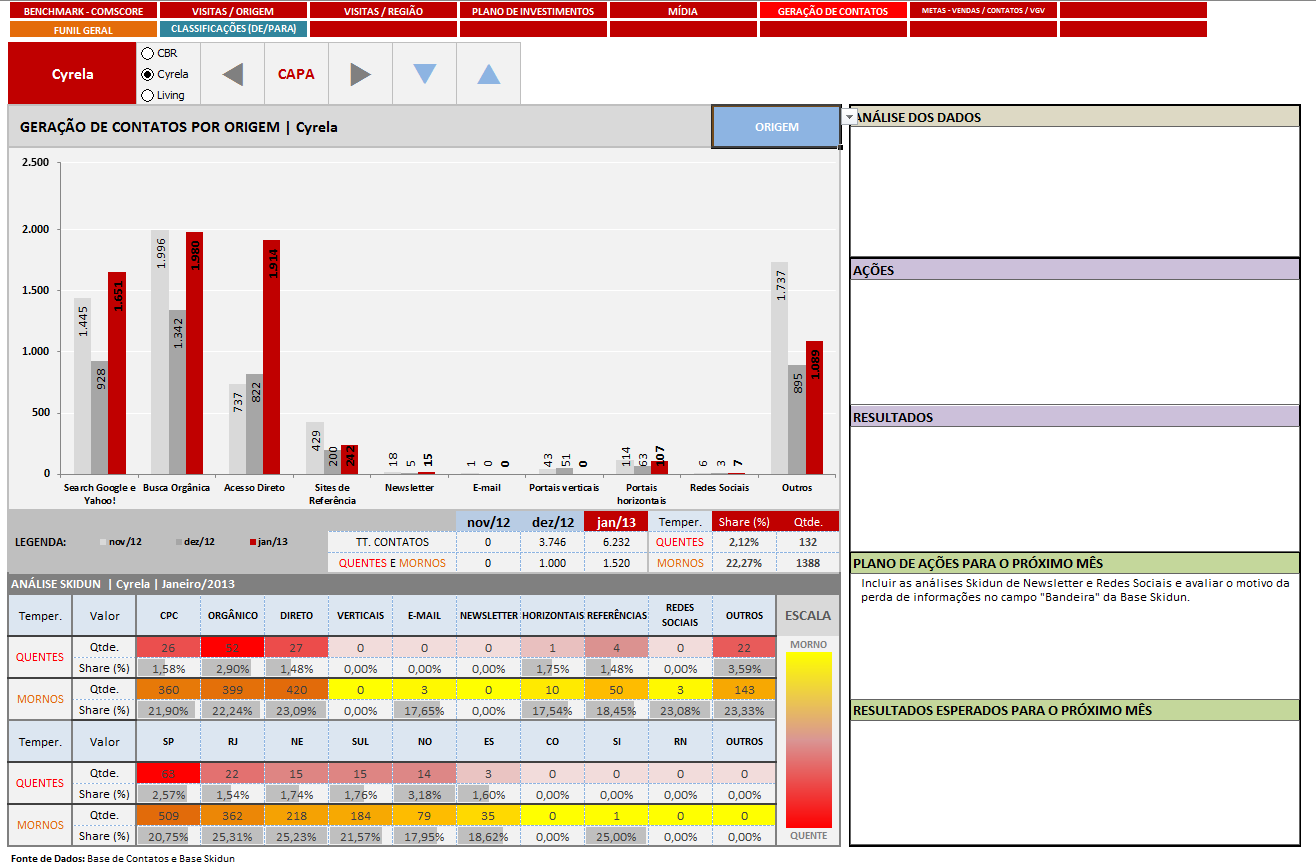 BENCHMARK - COMSCORE VISITAS / ORIGEM VISITAS / REGIÃO PLANO DE INVESTIMENTOS MÍDIA GERAÇÃO DE CONTATOS METAS - VENDAS / CONTATOS / VGV
FUNIL GERAL CLASSIFICAÇÕES (DE/PARA)
Cyrela
CBR
Cyrela
Living
CAPA
GERAÇÃO DE CONTATOS POR ORIGEM | Cyrela
ORIGEM
2.500
2.000
1.500
1.000
500
0
1.445 928 1.651
1.996 1.342 1.980
737 822 1.914
429 200 242
18 5 15
1 0 0
43 51 0
114 63 107
6 3 7
1.737 895 1.089
Search Google e Yahoo! Busca Orgânica Acesso Direto Sites de Referência Newsletter E-mail Portais verticais Portais horizontais Redes Sociais Outros
LEGENDA: nov/12 dez/12 jan/13
nov/12 dez/12 jan/13 Temper. Share (%) Qtde.
TT. CONTATOS 0 3.746 6.232 QUENTES 2,12% 132
QUENTES E MORNOS 0 1.000 1.520 MORNOS 22,27% 1388
ANÁLISE SKIDUN | Cyrela | Janeiro/2013
Temper. Valor CPC ORGÂNICO DIRETO VERTICAIS E-MAIL NEWSLETTER HORIZONTAIS REFERÊNCIAS REDES SOCIAIS OUTROS
QUENTES
Qtde. 26 52 27 0 0 0 1 4 0 22
Share (%) 1,58% 2,90% 1,48% 0,00% 0,00% 0,00% 1,75% 1,48% 0,00% 3,59%
MORNOS
Qtde. 360 399 420 0 3 0 10 50 3 143
Share (%) 21,90% 22,24% 23,09% 0,00% 17,65% 0,00% 17,54% 18,45% 23,08% 23,33%
Temper. Valor SP RJ NE SUL NO ES CO SI RN OUTROS
QUENTES
Qtde. 63 22 15 15 14 3 0 0 0 0
Share (%) 2,57% 1,54% 1,74% 1,76% 3,18% 1,60% 0,00% 0,00% 0,00% 0,00%
MORNOS
Qtde. 509 362 218 184 79 35 0 1 0 0
Share (%) 20,75% 25,31% 25,23% 21,57% 17,95% 18,62% 0,00% 25,00% 0,00% 0,00%
ESCALA
MORNO
QUENTE
Fonte de Dados: Base de Contatos e Base Skidun
ANÁLISE DOS DADOS
AÇÕES
RESULTADOS
PLANO DE AÇÕES PARA O PRÓXIMO MÊS
Incluir as análises Skidun de Newsletter e Redes Sociais e avaliar o motivo da
perda de informações no campo "Bandeira" da Base Skidun.
RESULTADOS ESPERADOS PARA O PRÓXIMO MÊS